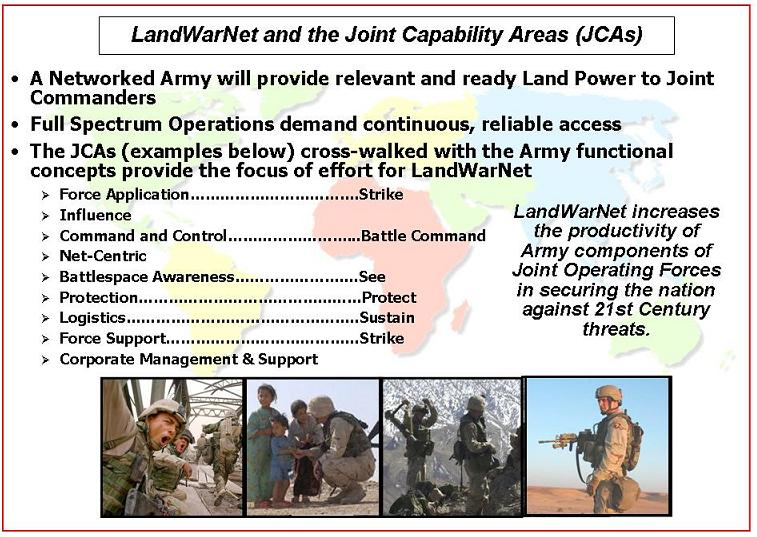 LandWarNet and the Joint Capability Areas (JCAs)
• A Networked Army will provide relevant and ready Land Power to Joint
Commanders
• Full Spectrum Operations demand continuous, reliable access
• The JCAs (examples below) cross-walked with the Army functional
concepts provide the focus of effort for LandWarNet
➢ Force Application..................................Strike
➢ Influence
➢ Command and Control...........................Battle Command
➢ Net-Centric
➢ Battlespace Awareness.........................See
➢ Protection.............................................Protect
➢ Logistics...............................................Sustain
➢ Force Support.......................................Strike
➢ Corporate Management & Support
LandWarNet increases
the productivity of
Army components of
Joint Operating Forces
in securing the nation
against 21st Century
threats.